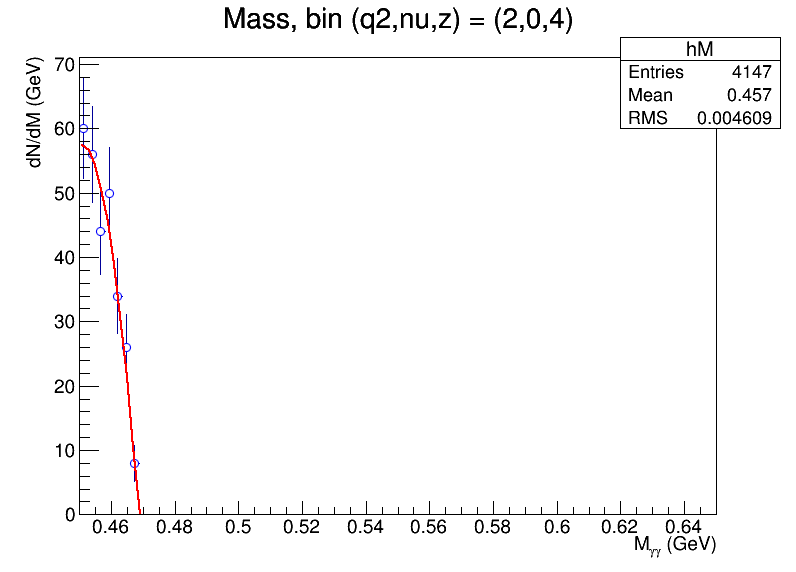 Mass, bin (q2,nu,z) = (2,0,4)
hM
Entries 4147
Mean 0.457
RMS 0.004609
dN/dM (GeV)
70
60
50
40
30
20
10
0
0.46 0.48 0.5 0.52 0.54 0.56 0.58 0.6 0.62 0.64
Mγγ (GeV)